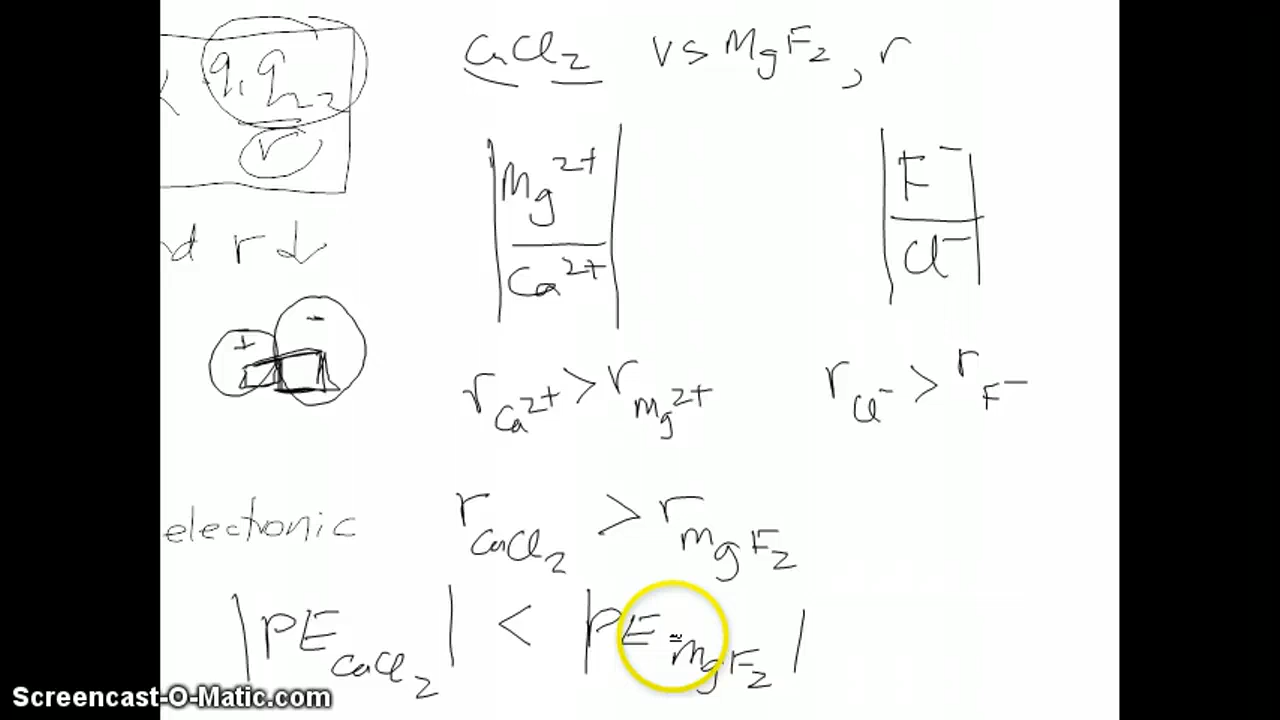 CaCl2 vs MgF2, r
q1q2
r
Mg2+ F-
Ca2+ Cl-
r↓
+ -
rCa2+ > rMg2+ rCl- > rF-
electronic rCaCl2 > rMgF2
|PECaCl2| < |PEMgF2|
Screencast-O-Matic.com